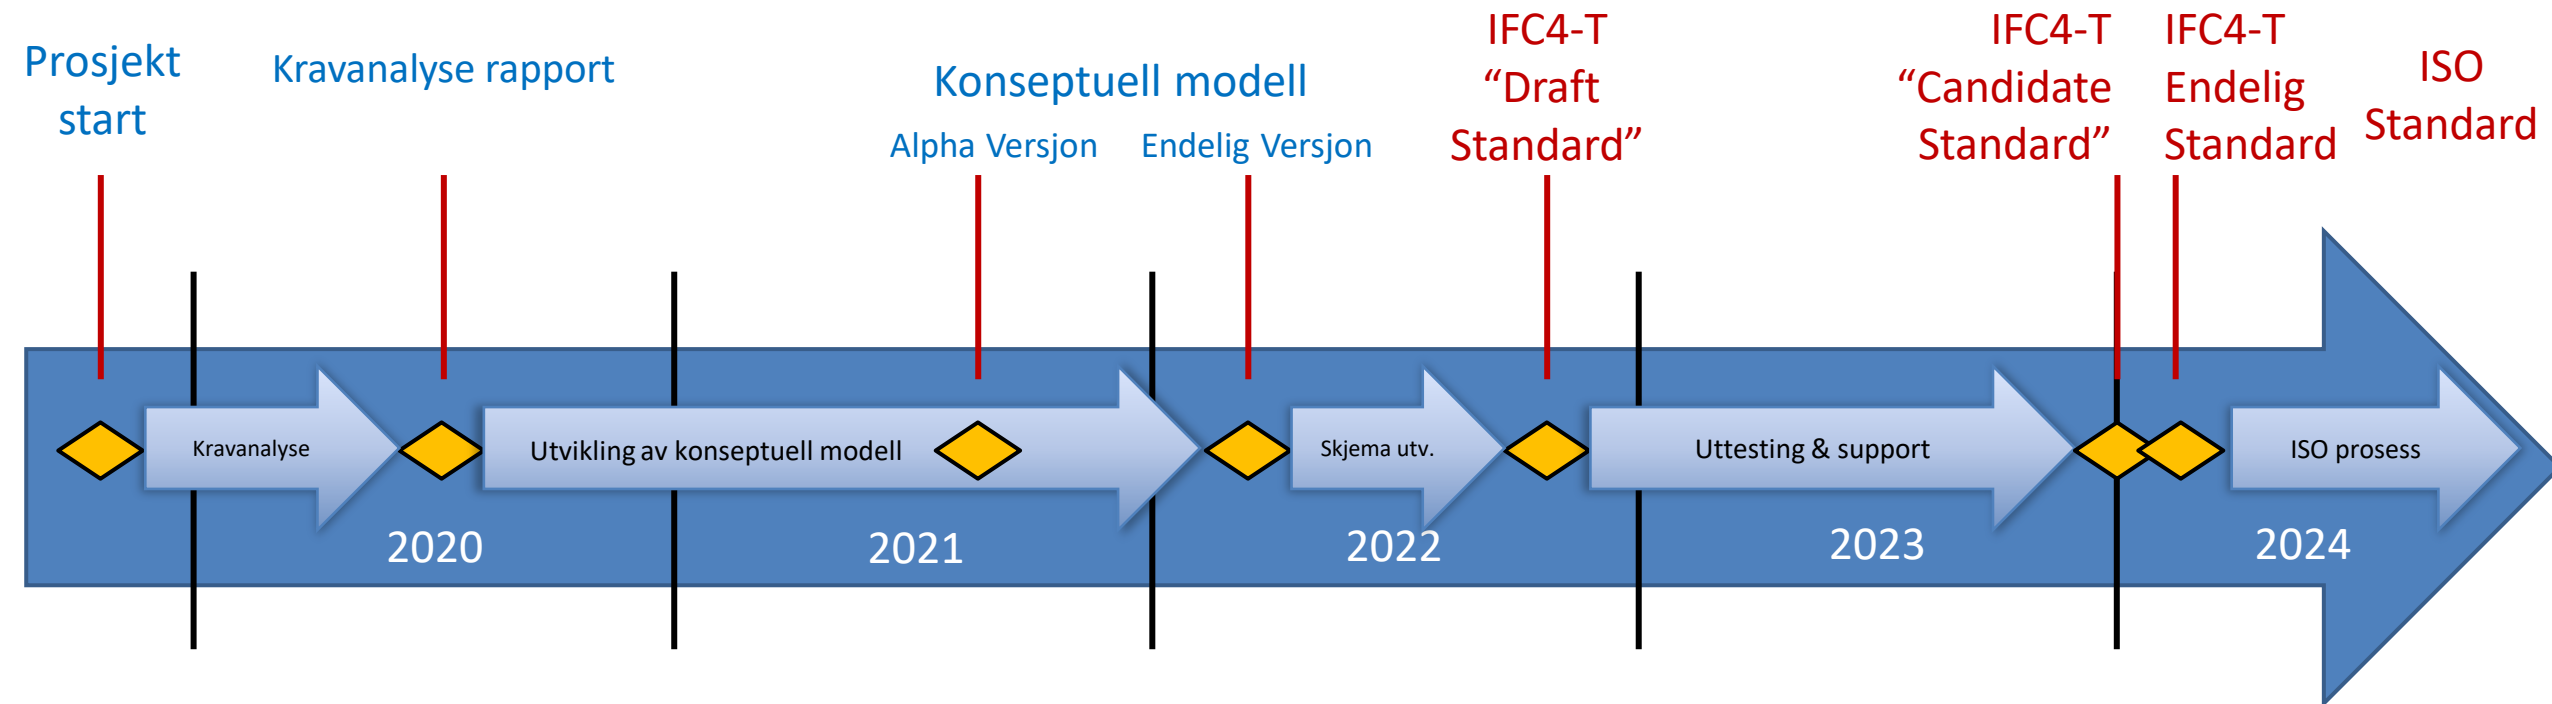 Prosjekt
start
Kravanalyse rapport
Konseptuell modell
Alpha Versjon
Endelig Versjon
IFC4-T
“Draft
Standard”
IFC4-T
“Candidate
Standard”
IFC4-T
Endelig
Standard
ISO
Standard
Kravanalyse
Utvikling av konseptuell modell
Skjema utv.
Uttesting & support
ISO prosess
2020
2021
2022
2023
2024